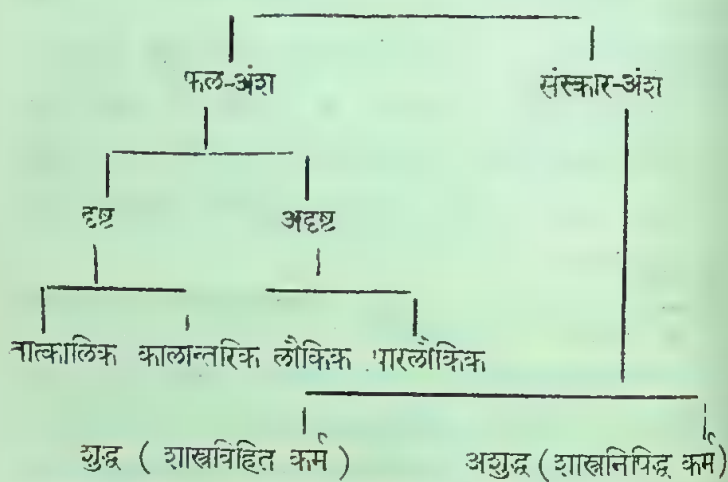 फल-अंश संस्कार-अंश
दृष्ट अदृष्ट
तात्कालिक कालान्तरिक लौकिक पारलौकिक
शुद्ध ( शास्त्रविहित कर्म ) अशुद्ध (शास्त्रनिषिद्ध कर्म)